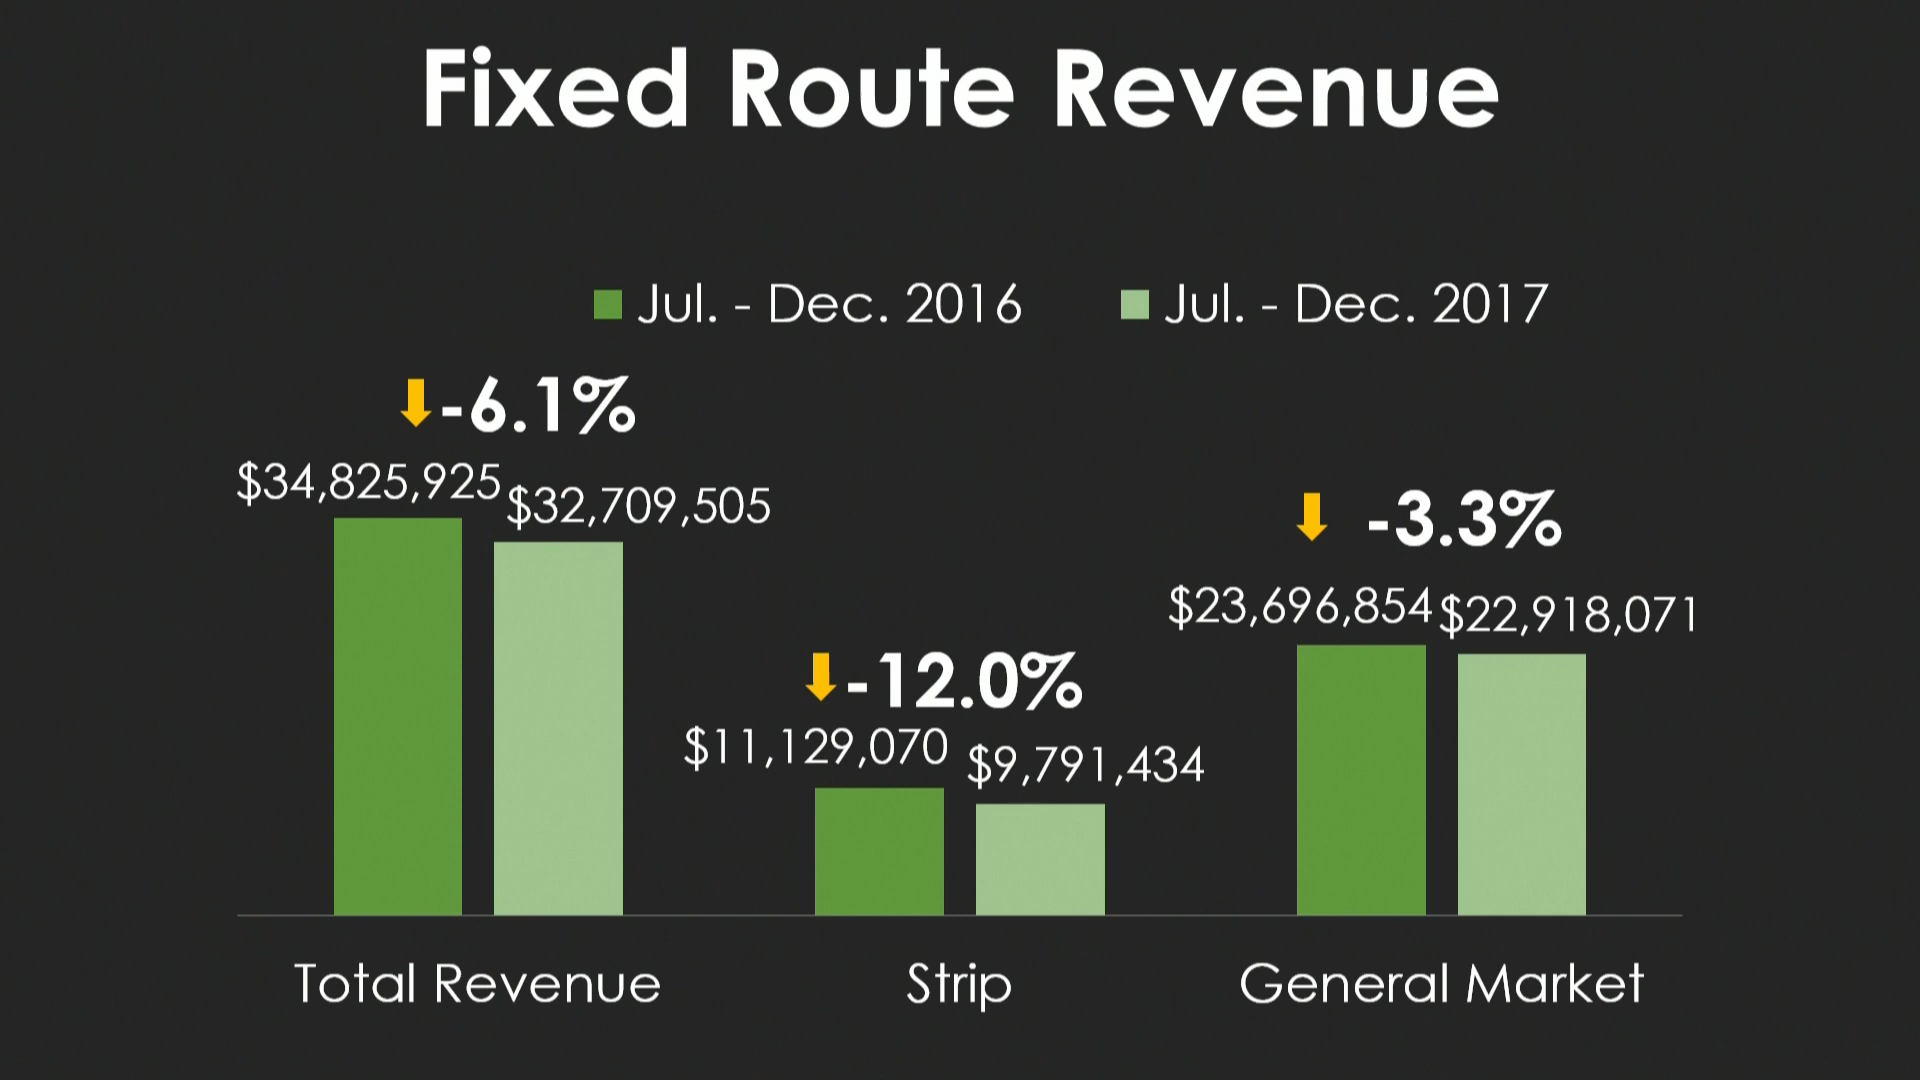 Fixed Route Revenue
Jul. - Dec. 2016
Jul. - Dec. 2017
-6.1%
$34,825,925
$32,709,505
-12.0%
$11,129,070
$9,791,434
-3.3%
$23,696,854
$22,918,071
Total Revenue
Strip
General Market